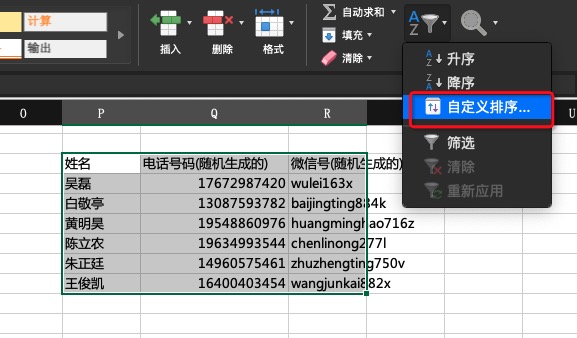 计算
输出
插入
删除
格式
自动求和
填充
清除
升序
降序
自定义排序...
筛选
清除
重新应用
O P Q R U
姓名 电话号码(随机生成的) 微信号(随机生成的)
吴磊 17672987420 wulei163x
白敬亭 13087593782 baijingting884k
黄明昊 19548860976 huangminghao716z
陈立农 19634993544 chenlinong277l
朱正廷 14960575461 zhuzhengting750v
王俊凯 16400403454 wangjunkai882x